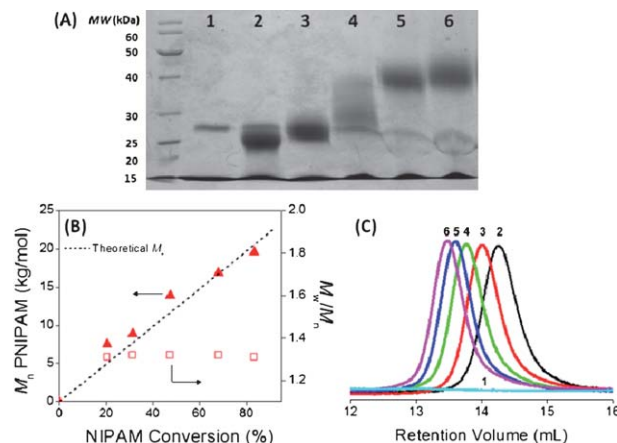 (A)
MW (kDa) 1 2 3 4 5 6
60
50
40
30
25
20
15
(B)
Theoretical Mn
Mn PNIPAM (kg/mol)
25
20
15
10
5
0
0 20 40 60 80
NIPAM Conversion (%)
2.0
1.8
1.6
1.4
1.2
Mw/Mn
(C)
6 5 4 3 2
1
12 14 15 16
Retention Volume (mL)